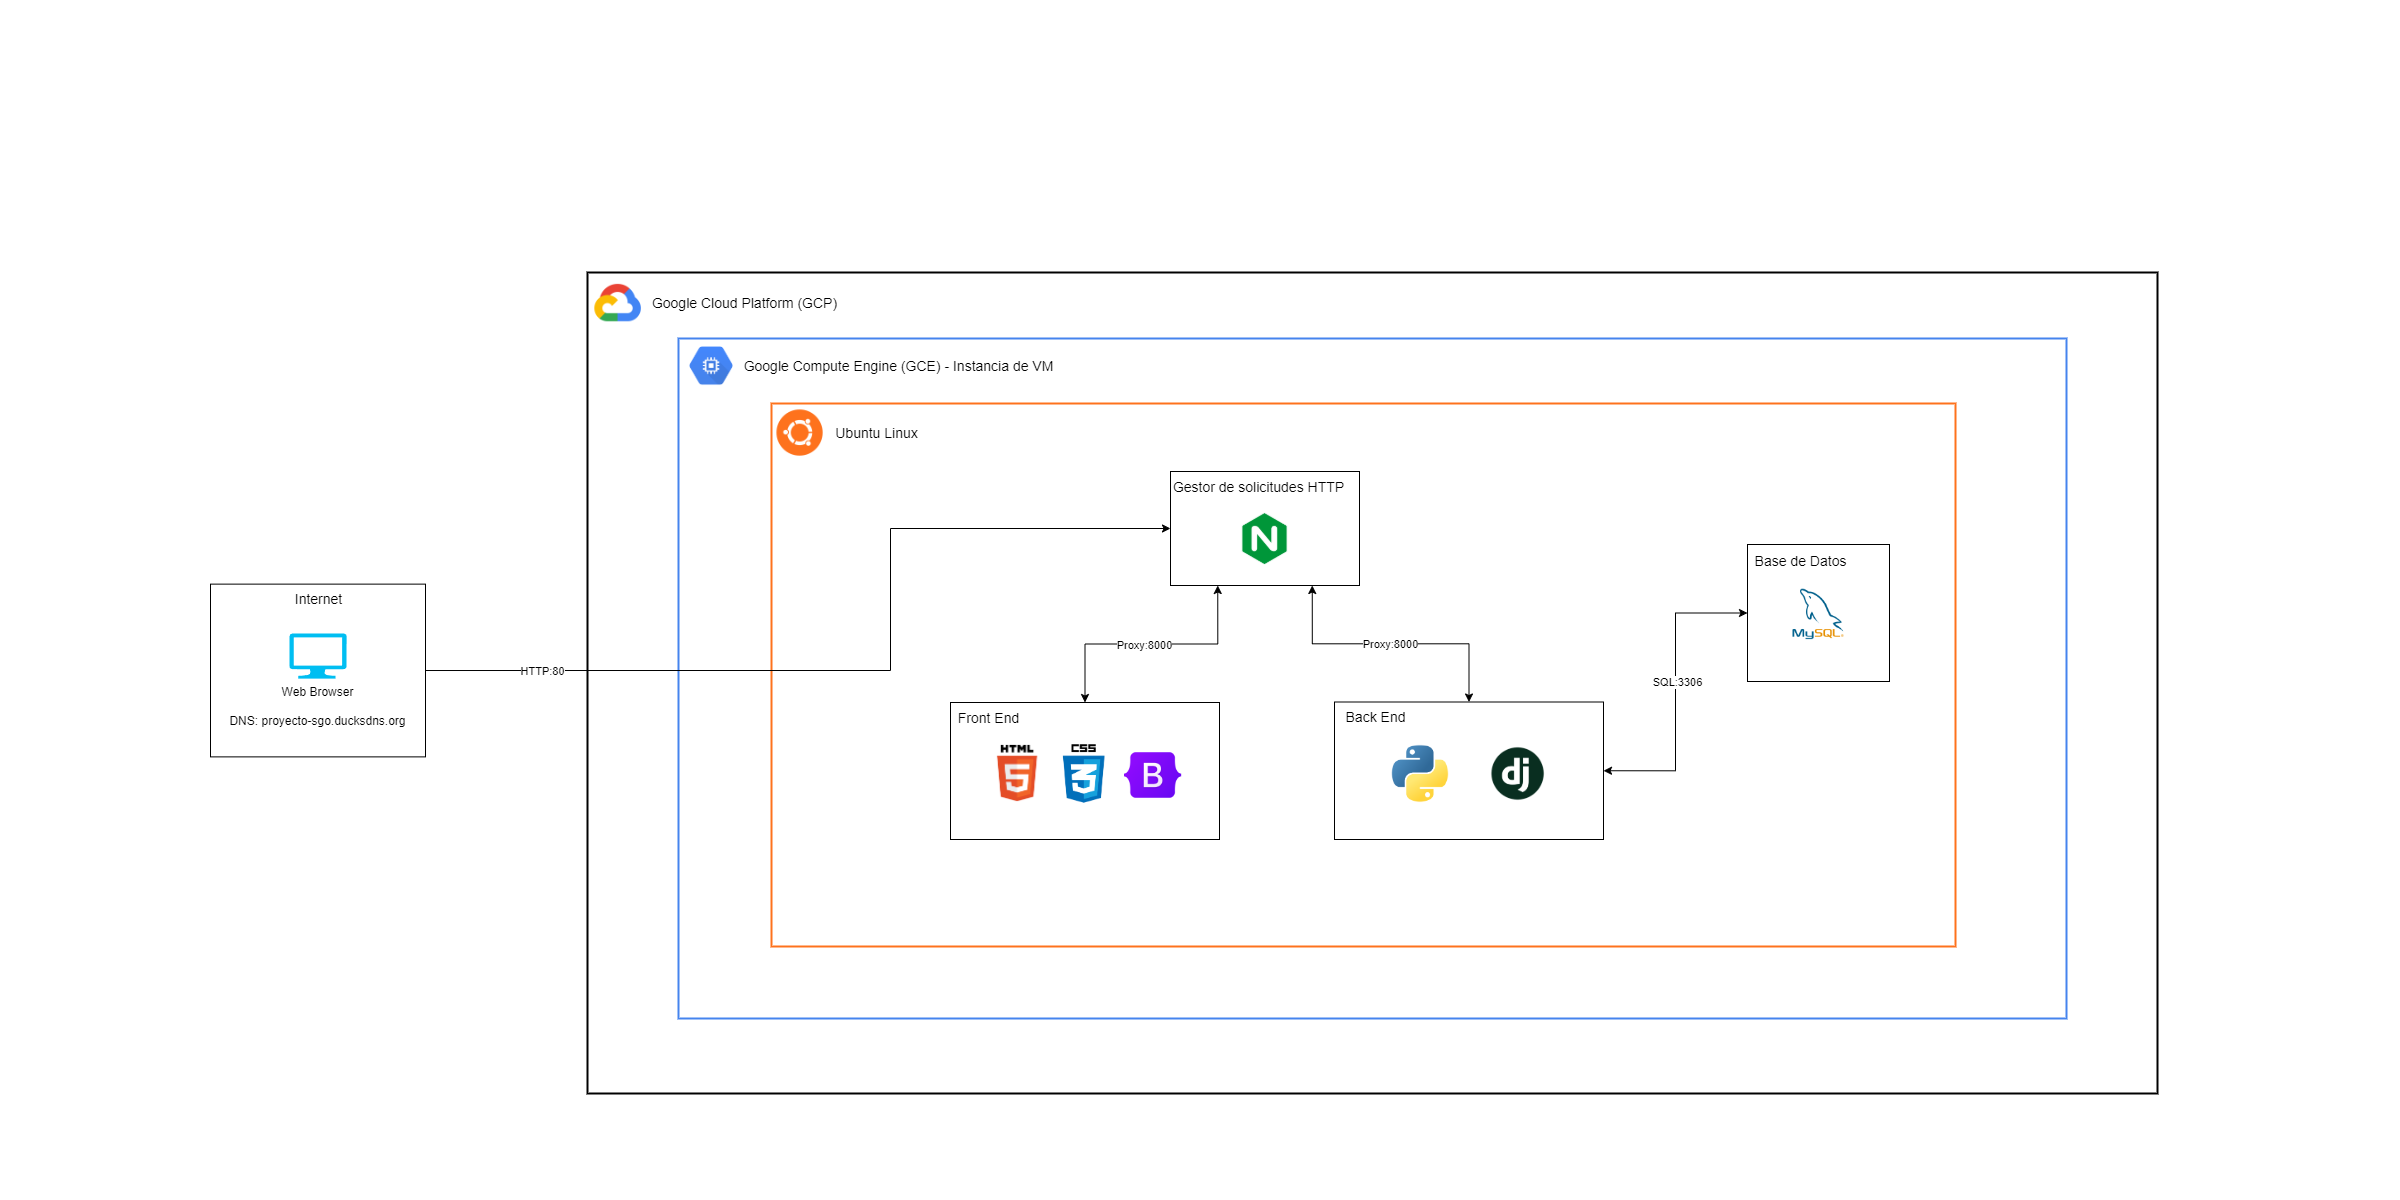 Google Cloud Platform (GCP)
Google Compute Engine (GCE) - Instancia de VM
Ubuntu Linux
Gestor de solicitudes HTTP
Base de Datos
MySQL
Internet
Web Browser
DNS: proyecto-sgo.ducksdns.org
HTTP:80
Proxy:8000
Proxy:8000
SQL:3306
Front End
HTML
5
CSS
3
B
Back End
dj
N